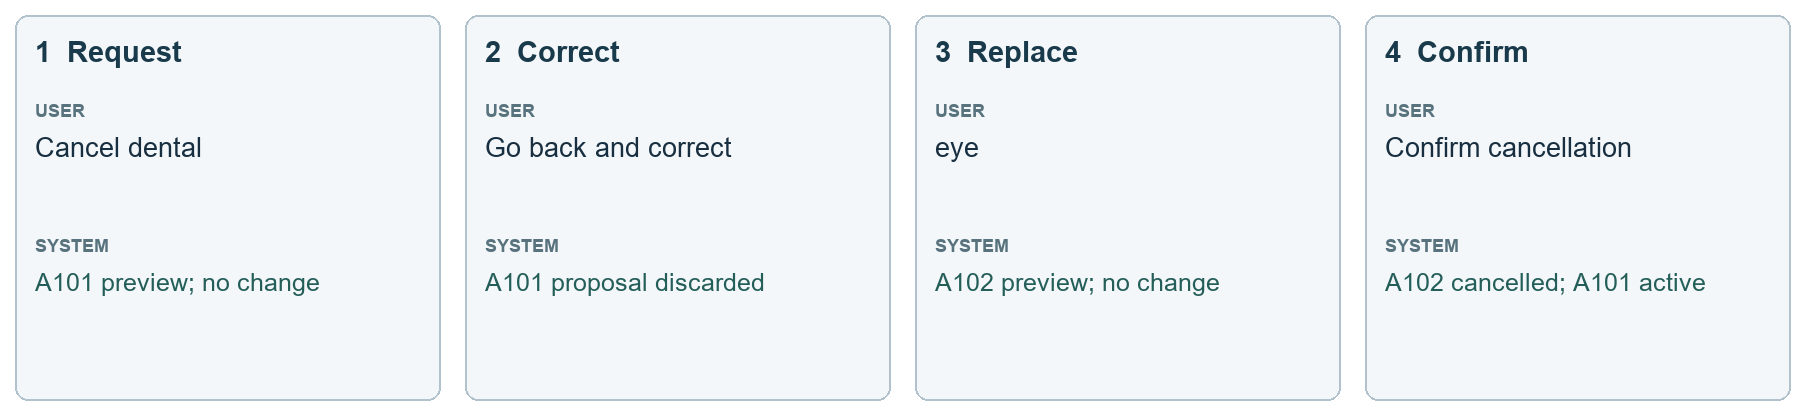 1 Request
USER
Cancel dental
SYSTEM
A101 preview; no change
2 Correct
USER
Go back and correct
SYSTEM
A101 proposal discarded
3 Replace
USER
eye
SYSTEM
A102 preview; no change
4 Confirm
USER
Confirm cancellation
SYSTEM
A102 cancelled; A101 active